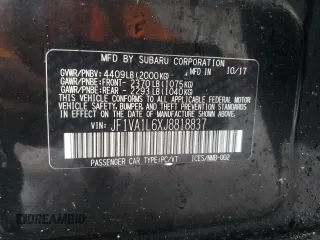 MFD BY SUBARU CORPORATION
GVWR/PNBV: 4409LB(2000KG) 10/17
GAWR/PNBE:FRONT- 2370LB(1075KG)
GAWR/PNBE:REAR - 2293LB(1040KG)
THIS VEHICLE CONFORMS TO ALL APPLICABLE FEDERAL
MOTOR VEHICLE SAFETY, BUMPER, AND THEFT PREVENTION
STANDARDS IN EFFECT ON THE DATE OF MANUFACTURE
SHOWN ABOVE.
VIN: JF1VA1L6XJ8818837
PASSENGER CAR TYPE:PC/VT ICES/NMB-002
IDREAMBID